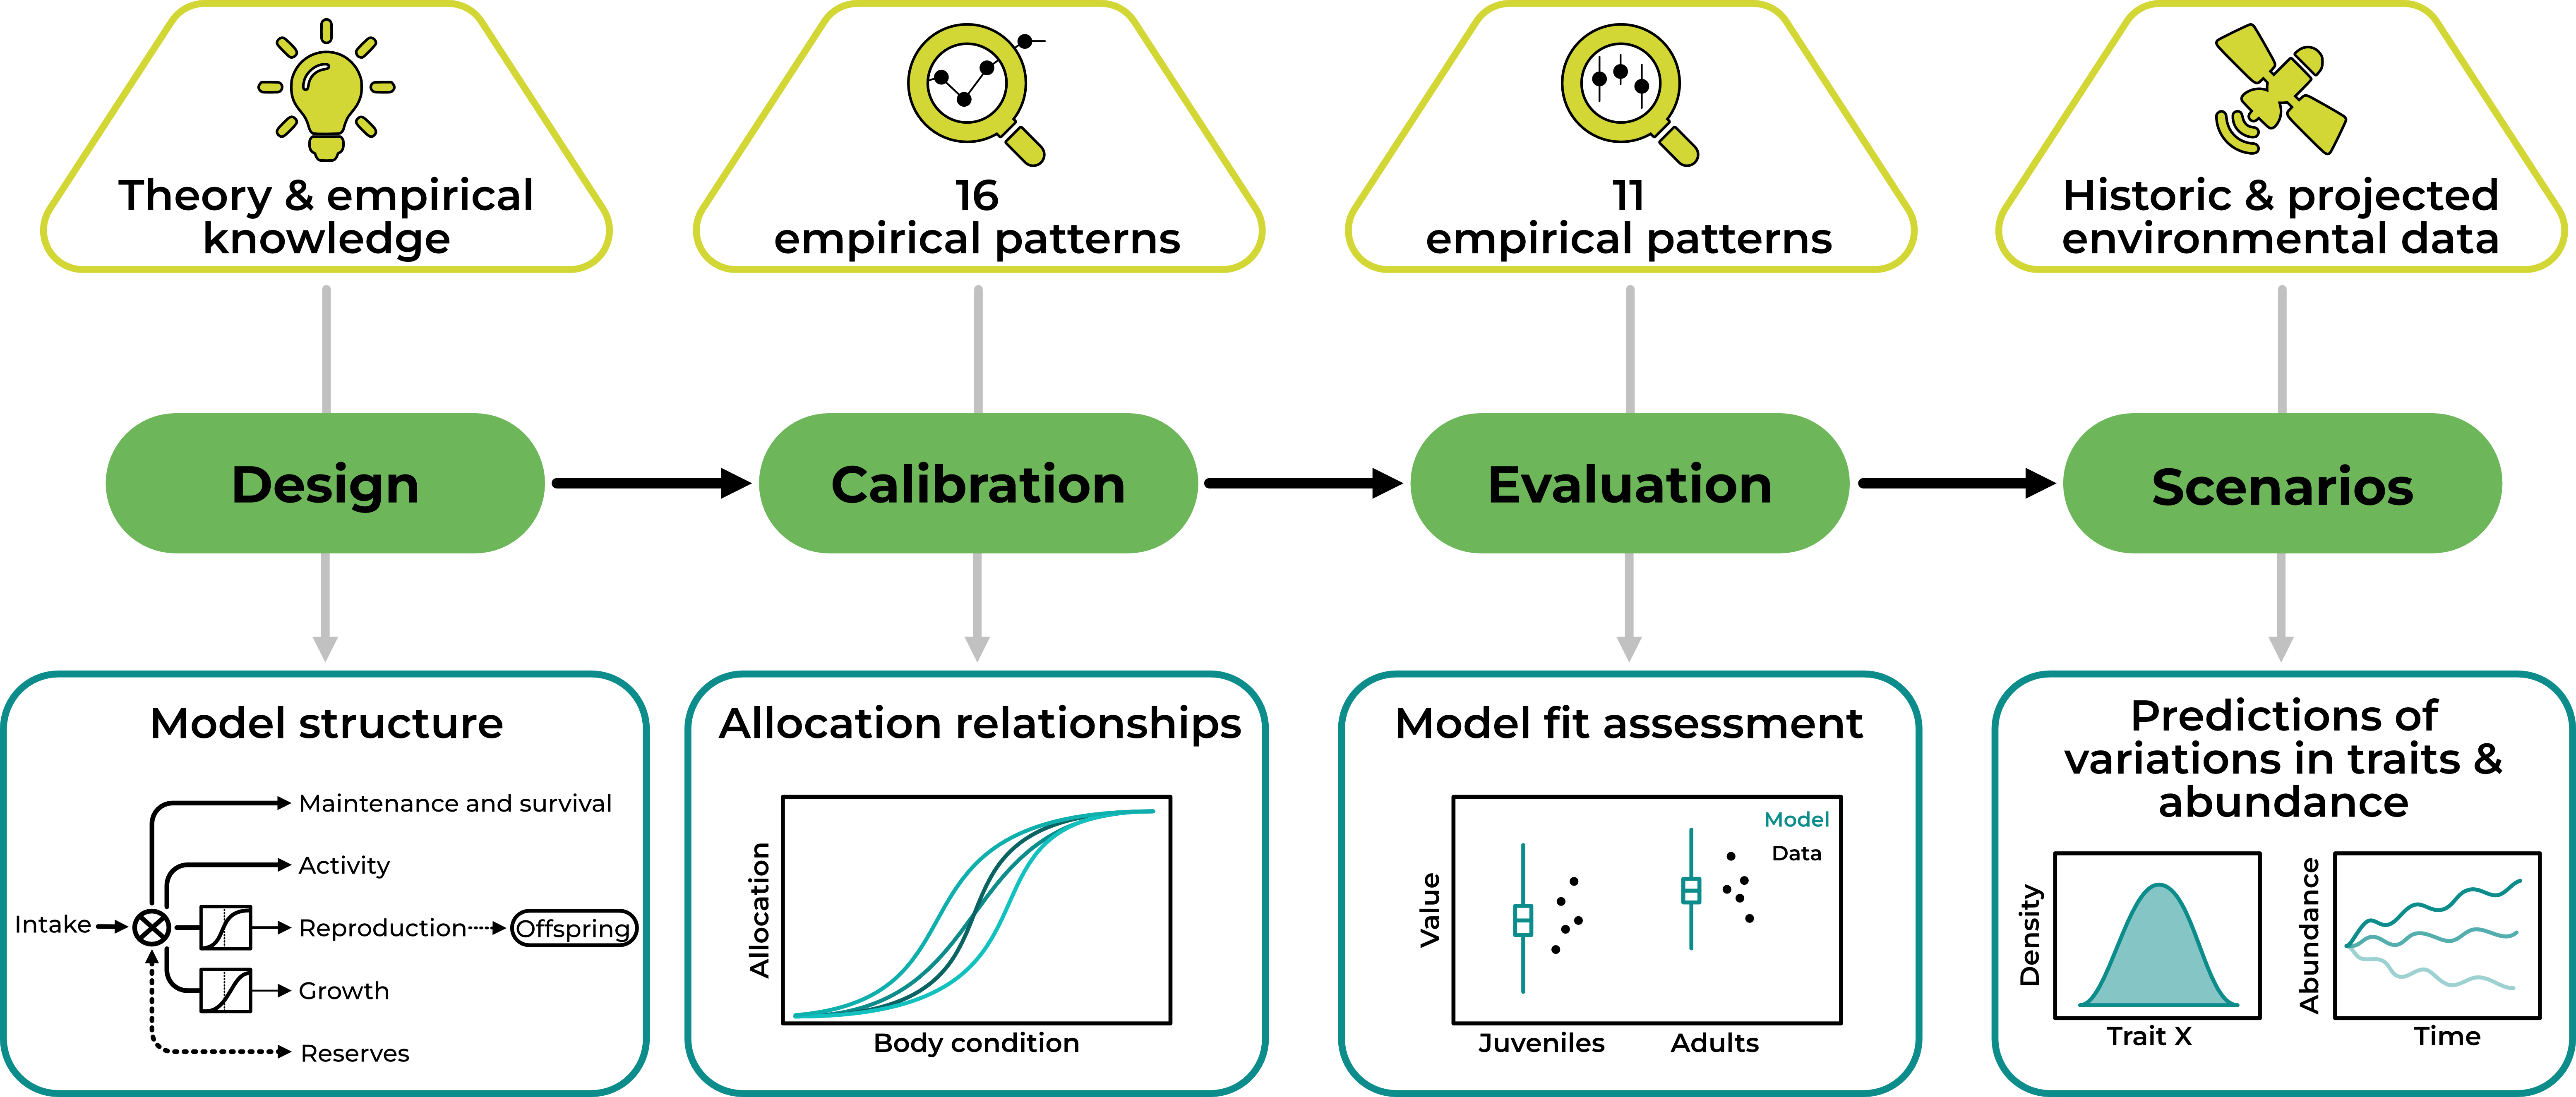 Theory & empirical
knowledge
16
empirical patterns
11
empirical patterns
Historic & projected
environmental data
Design
Calibration
Evaluation
Scenarios
Model structure
Intake
Maintenance and survival
Activity
Reproduction
Offspring
Growth
Reserves
Allocation relationships
Allocation
Body condition
Model fit assessment
Value
Model
Data
Juveniles
Adults
Predictions of
variations in traits &
abundance
Density
Trait X
Abundance
Time